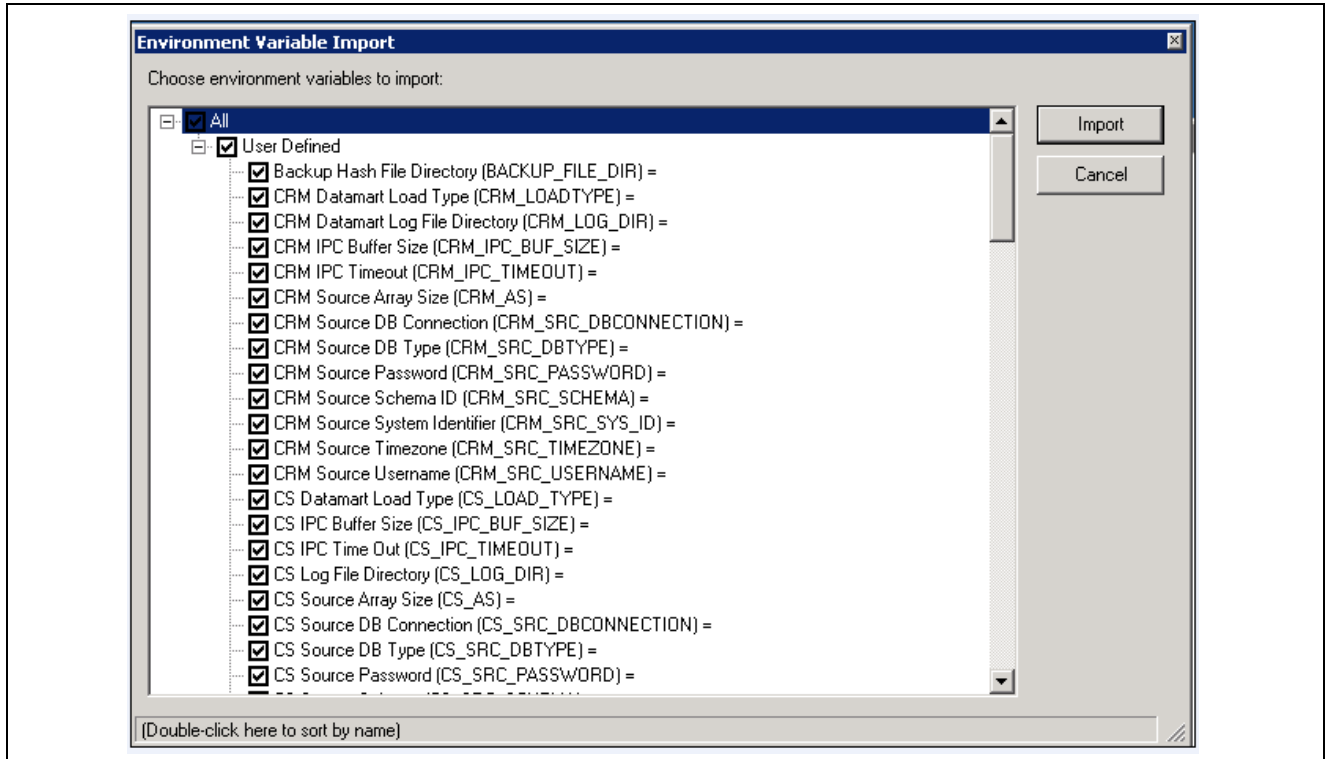 Environment Variable Import
Choose environment variables to import:
All
User Defined
Backup Hash File Directory (BACKUP_FILE_DIR) =
CRM Datamart Load Type (CRM_LOADTYPE) =
CRM Datamart Log File Directory (CRM_LOG_DIR) =
CRM IPC Buffer Size (CRM_IPC_BUF_SIZE) =
CRM IPC Timeout (CRM_IPC_TIMEOUT) =
CRM Source Array Size (CRM_AS) =
CRM Source DB Connection (CRM_SRC_DBCONNECTION) =
CRM Source DB Type (CRM_SRC_DBTYPE) =
CRM Source Password (CRM_SRC_PASSWORD) =
CRM Source Schema ID (CRM_SRC_SCHEMA) =
CRM Source System Identifier (CRM_SRC_SYS_ID) =
CRM Source Timezone (CRM_SRC_TIMEZONE) =
CRM Source Username (CRM_SRC_USERNAME) =
CS Datamart Load Type (CS_LOAD_TYPE) =
CS IPC Buffer Size (CS_IPC_BUF_SIZE) =
CS IPC Time Out (CS_IPC_TIMEOUT) =
CS Log File Directory (CS_LOG_DIR) =
CS Source Array Size (CS_AS) =
CS Source DB Connection (CS_SRC_DBCONNECTION) =
CS Source DB Type (CS_SRC_DBTYPE) =
CS Source Password (CS_SRC_PASSWORD) =
Import
Cancel
(Double-click here to sort by name)